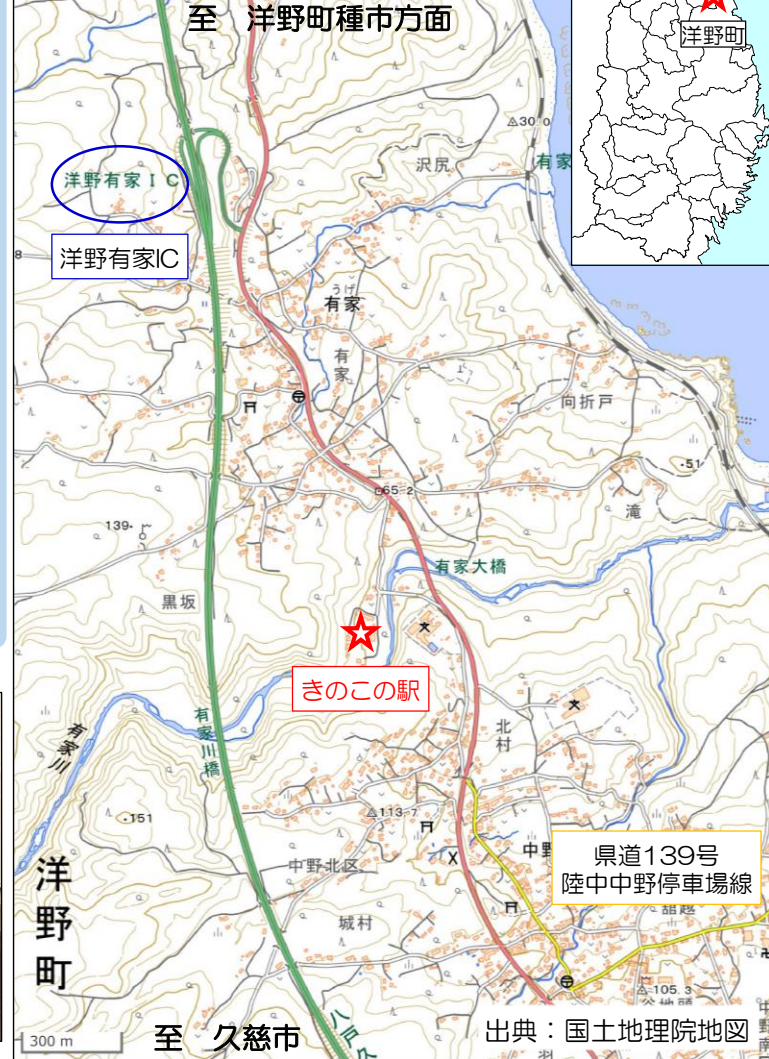 至 洋野町種市方面
洋野町
30.0
沢尻
有家
洋野有家IC
洋野有家IC
うげ
有家
有家
向折戸
51
65.2
滝
139
有家大橋
黒坂
きのこの駅
有家川
有家川橋
北村
151
113.7
中野
県道139号
陸中中野停車場線
中野北区
洋野町
城村
105.3
300 m
至 久慈市
出典:国土地理院地図